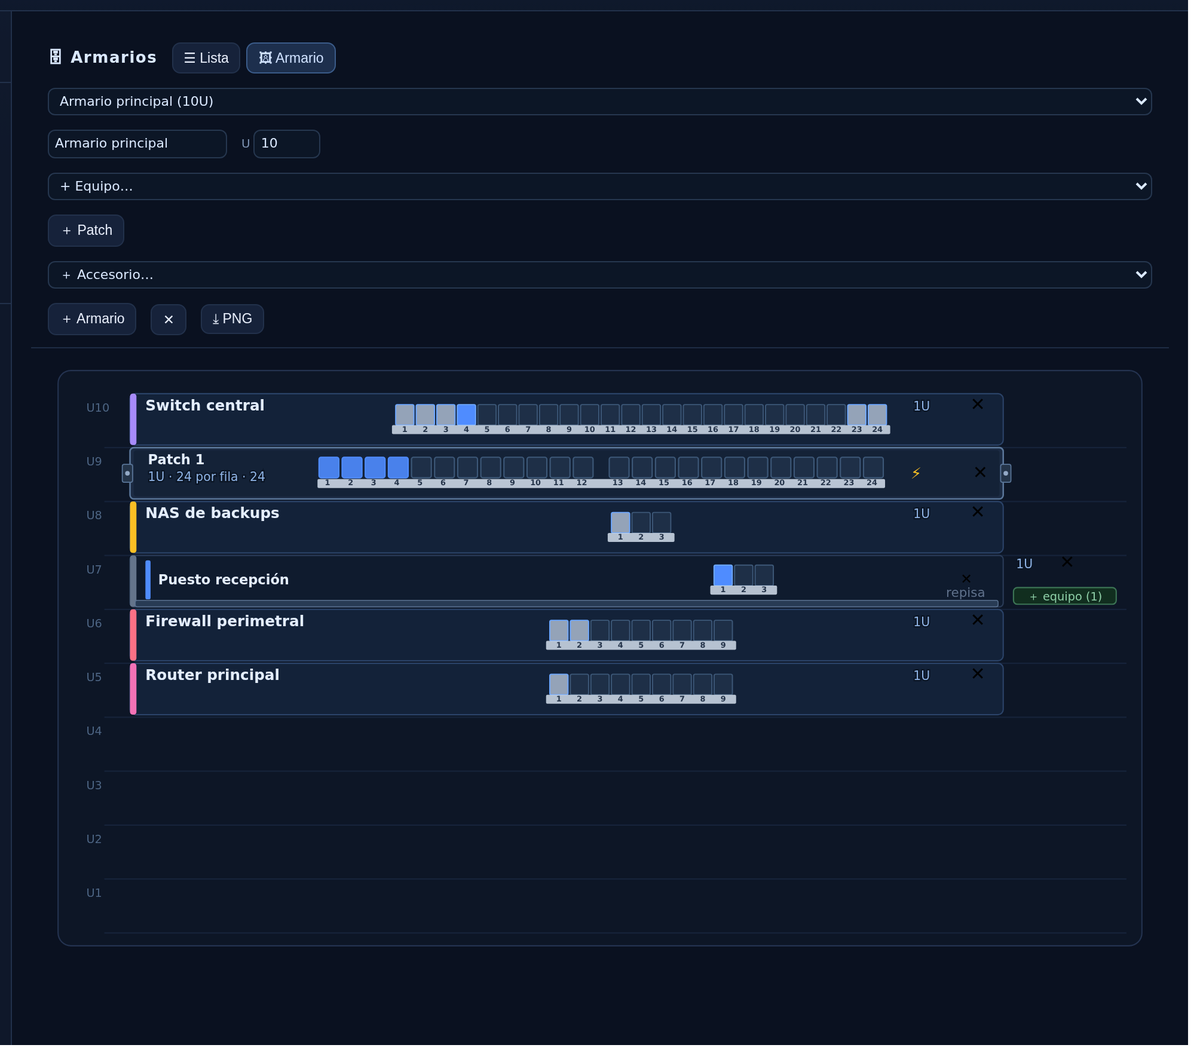 🗄 Armarios ☰ Lista 🖼 Armario
Armario principal (10U)
Armario principal U 10
+ Equipo...
+ Patch
+ Accesorio...
+ Armario ✕ ⤓ PNG
U10 Switch central 1U ✕
1 2 3 4 5 6 7 8 9 10 11 12 13 14 15 16 17 18 19 20 21 22 23 24
U9 Patch 1 ⚡ ✕
1U · 24 por fila · 24
1 2 3 4 5 6 7 8 9 10 11 12 13 14 15 16 17 18 19 20 21 22 23 24
U8 NAS de backups 1U ✕
1 2 3
U7 1U ✕
Puesto recepción ✕
1 2 3
repisa + equipo (1)
U6 Firewall perimetral 1U ✕
1 2 3 4 5 6 7 8 9
U5 Router principal 1U ✕
1 2 3 4 5 6 7 8 9
U4
U3
U2
U1